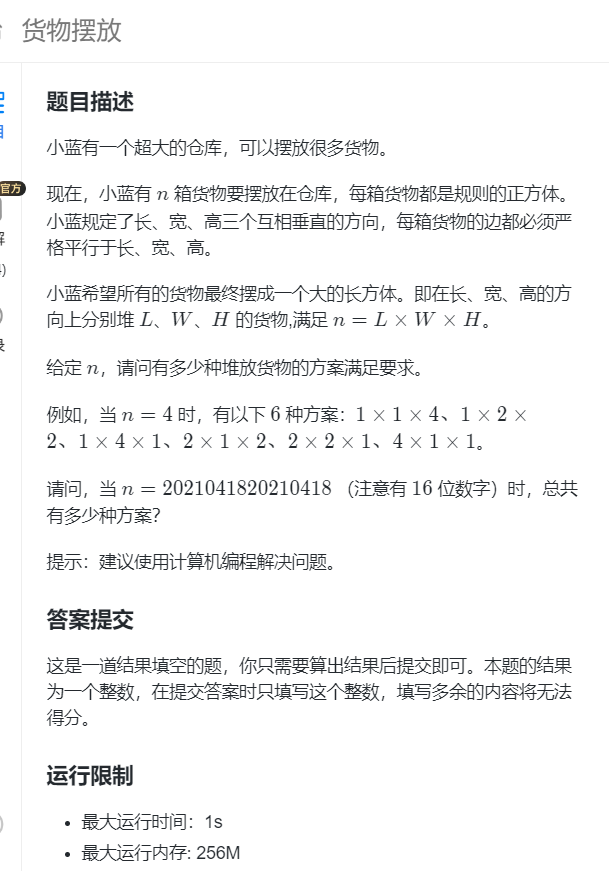 货物摆放
题目描述
小蓝有一个超大的仓库，可以摆放很多货物。
官方
现在，小蓝有 n 箱货物要摆放在仓库，每箱货物都是规则的正方体。
小蓝规定了长、宽、高三个互相垂直的方向，每箱货物的边都必须严
格平行于长、宽、高。
小蓝希望所有的货物最终摆成一个大的长方体。即在长、宽、高的方
向上分别堆 L、W、H 的货物,满足 n = L × W × H。
给定 n，请问有多少种堆放货物的方案满足要求。
例如，当 n = 4 时，有以下 6 种方案：1 × 1 × 4、1 × 2 ×
2、1 × 4 × 1、2 × 1 × 2、2 × 2 × 1、4 × 1 × 1。
请问，当 n = 2021041820210418 （注意有 16 位数字）时，总共
有多少种方案？
提示：建议使用计算机编程解决问题。
答案提交
这是一道结果填空的题，你只需要算出结果后提交即可。本题的结果
为一个整数，在提交答案时只填写这个整数，填写多余的内容将无法
得分。
运行限制
• 最大运行时间：1s
• 最大运行内存: 256M